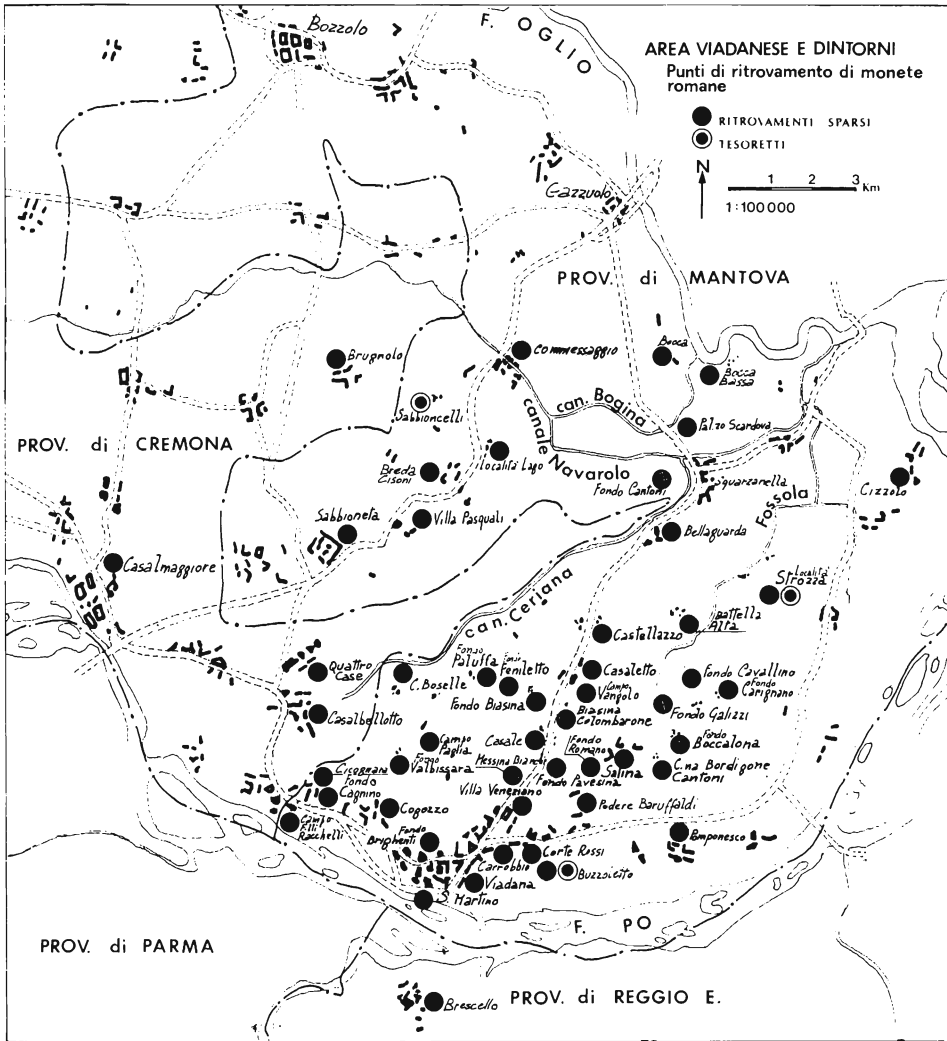 Bozzolo
F. OGLIO
AREA VIADANESE E DINTORNI
Punti di ritrovamento di monete
romane
RITROVAMENTI SPARSI
TESORETTI
N
1 2 3 Km
1:100000
Gazzuolo
PROV. di MANTOVA
Commessaggio
Bocca
Bocca
Bassa
Brugnolo
Sabbioncelli
can. Bogina
canale
Navarolo
Pal.zo Scardova
PROV. di CREMONA
Località Lago
Breda
Cisoni
Fondo Cantoni
Squarzanella
Cizzolo
Fossola
Villa Pasquali
Sabbioneta
Bellaguarda
Casalmaggiore
Località
Strozza
can. Ceriana
Castellazzo
Alta
Quattro
Case
C. Boselle
Fondo
Paluffa
Feniletto
Casaletto
Campo
Vangolo
Fondo Cavallino
Fondo
Carignano
Fondo Biasina
Biasina
Colombarone
Fondo Galizzi
Casalbellotto
Campo
Paglia
Casale
Fondo
Romano
Fondo
Boccalona
Fondo
Valbissara
Messina Bianchi
Salina
C.na Bordigone
Cantoni
Cicognara
Fondo
Cagnino
Fondo Pavesina
Villa Veneziano
Cogozzo
Podere Baruffaldi
Campo
F.lli
Racchelli
Fondo
Brighenti
Pomponesco
Corte Rossi
Carrobbio
Viadana
S. Martino
F. PO
PROV. di PARMA
Brescello
PROV. di REGGIO E.